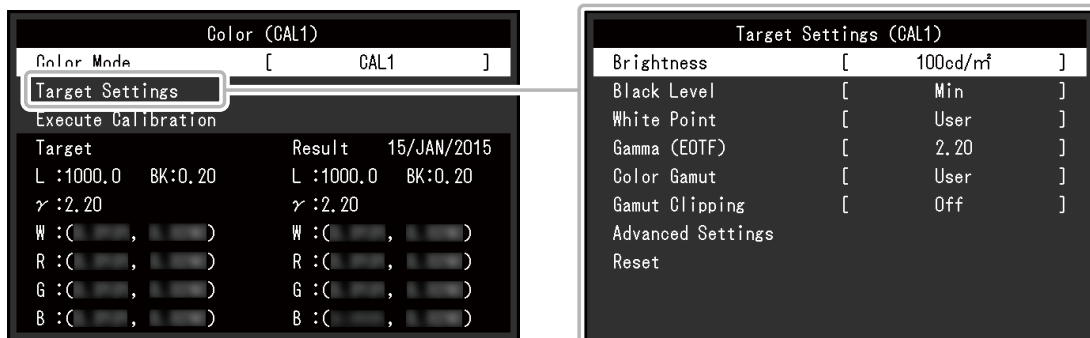 Color (CAL1)
Color Mode [ CAL1 ]
Target Settings
Execute Calibration
Target Result 15/JAN/2015
L :1000.0 BK:0.20 L :1000.0 BK:0.20
γ :2.20 γ :2.20
W :( , ) W :( , )
R :( , ) R :( , )
G :( , ) G :( , )
B :( , ) B :( , )
Target Settings (CAL1)
Brightness [ 100cd/㎡ ]
Black Level [ Min ]
White Point [ User ]
Gamma (EOTF) [ 2.20 ]
Color Gamut [ User ]
Gamut Clipping [ Off ]
Advanced Settings
Reset